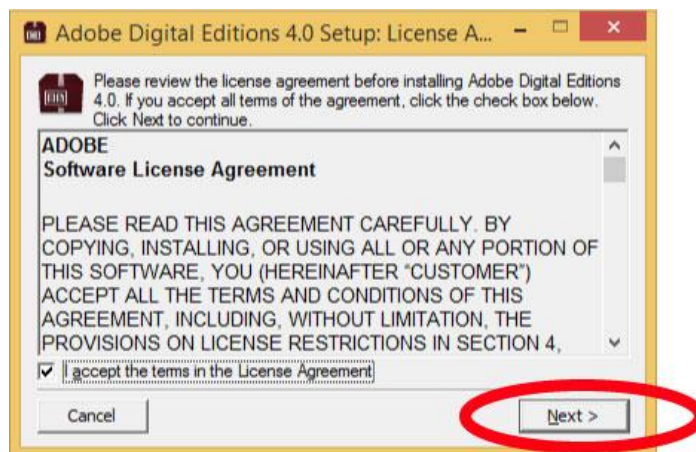 Adobe Digital Editions 4.0 Setup: License A...
Please review the license agreement before installing Adobe Digital Editions
4.0. If you accept all terms of the agreement, click the check box below.
Click Next to continue.
ADOBE
Software License Agreement
PLEASE READ THIS AGREEMENT CAREFULLY. BY
COPYING, INSTALLING, OR USING ALL OR ANY PORTION OF
THIS SOFTWARE, YOU (HEREINAFTER “CUSTOMER”)
ACCEPT ALL THE TERMS AND CONDITIONS OF THIS
AGREEMENT, INCLUDING, WITHOUT LIMITATION, THE
PROVISIONS ON LICENSE RESTRICTIONS IN SECTION 4,
I accept the terms in the License Agreement
Cancel
Next >